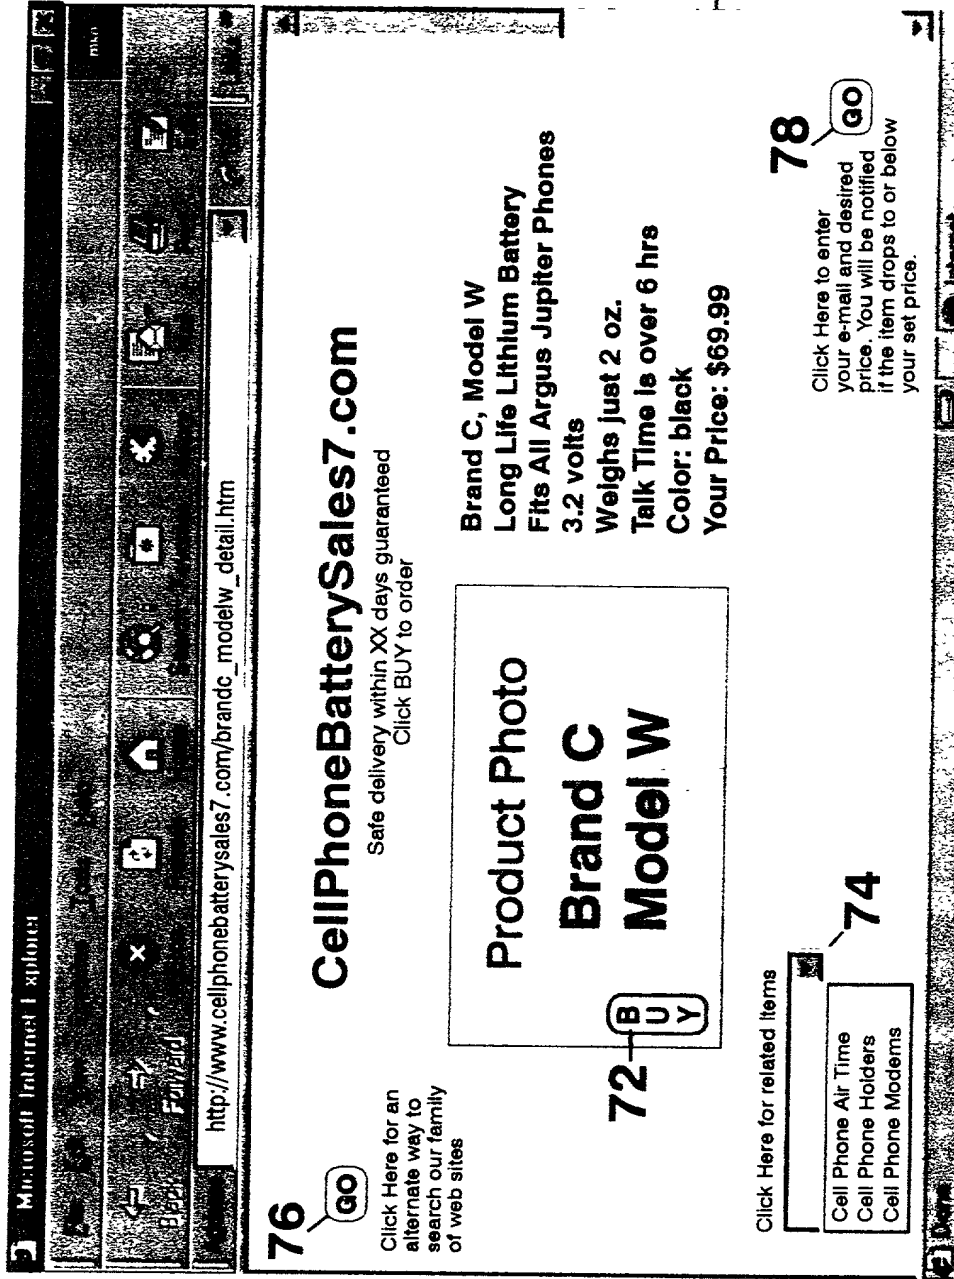 Microsoft Internet Explorer
Back
Forward
http://www.cellphonebatterysales7.com/brandc_modelw_detail.htm
76
GO
Click Here for an
alternate way to
search our family
of web sites
CellPhoneBatterySales7.com
Safe delivery within XX days guaranteed
Click BUY to order
72
BUY
Product Photo
Brand C
Model W
Brand C, Model W
Long Life Lithium Battery
Fits All Argus Jupiter Phones
3.2 volts
Weighs just 2 oz.
Talk Time is over 6 hrs
Color: black
Your Price: $69.99
Click Here for related items
74
Cell Phone Air Time
Cell Phone Holders
Cell Phone Modems
78
GO
Click Here to enter
your e-mail and desired
price. You will be notified
if the item drops to or below
your set price.
Done